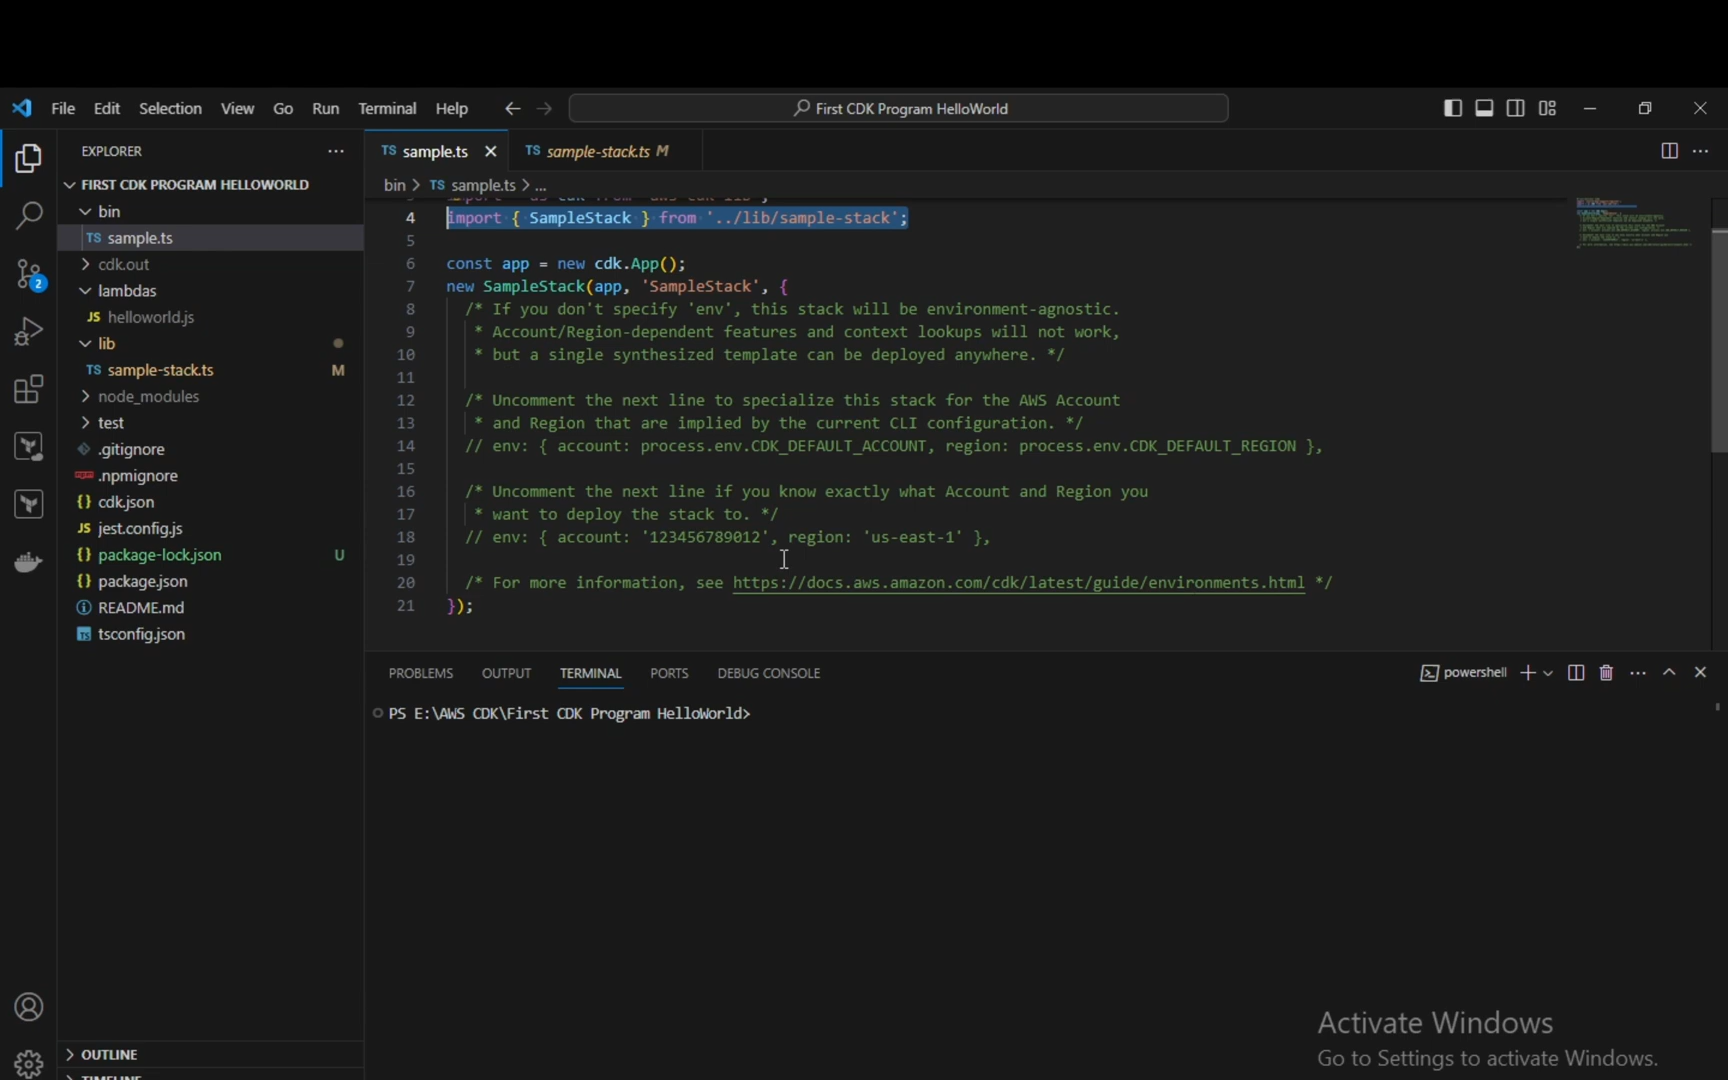 File Edit Selection View Go Run Terminal Help First CDK Program HelloWorld
EXPLORER
FIRST CDK PROGRAM HELLOWORLD
bin
TS sample.ts
cdk.out
lambdas
JS helloworld.js
lib
TS sample-stack.ts M
node_modules
test
.gitignore
.npmignore
{} cdk.json
JS jest.config.js
{} package-lock.json U
{} package.json
README.md
TS tsconfig.json
OUTLINE
TIMELINE
2
TS sample.ts TS sample-stack.ts M
bin > TS sample.ts > ...
4 import { SampleStack } from '../lib/sample-stack';
5
6 const app = new cdk.App();
7 new SampleStack(app, 'SampleStack', {
8 /* If you don't specify 'env', this stack will be environment-agnostic.
9 * Account/Region-dependent features and context lookups will not work,
10 * but a single synthesized template can be deployed anywhere. */
11
12 /* Uncomment the next line to specialize this stack for the AWS Account
13 * and Region that are implied by the current CLI configuration. */
14 // env: { account: process.env.CDK_DEFAULT_ACCOUNT, region: process.env.CDK_DEFAULT_REGION },
15
16 /* Uncomment the next line if you know exactly what Account and Region you
17 * want to deploy the stack to. */
18 // env: { account: '123456789012', region: 'us-east-1' },
19
20 /* For more information, see https://docs.aws.amazon.com/cdk/latest/guide/environments.html */
21 });
PROBLEMS OUTPUT TERMINAL PORTS DEBUG CONSOLE powershell
PS E:\AWS CDK\First CDK Program HelloWorld>
Activate Windows
Go to Settings to activate Windows.